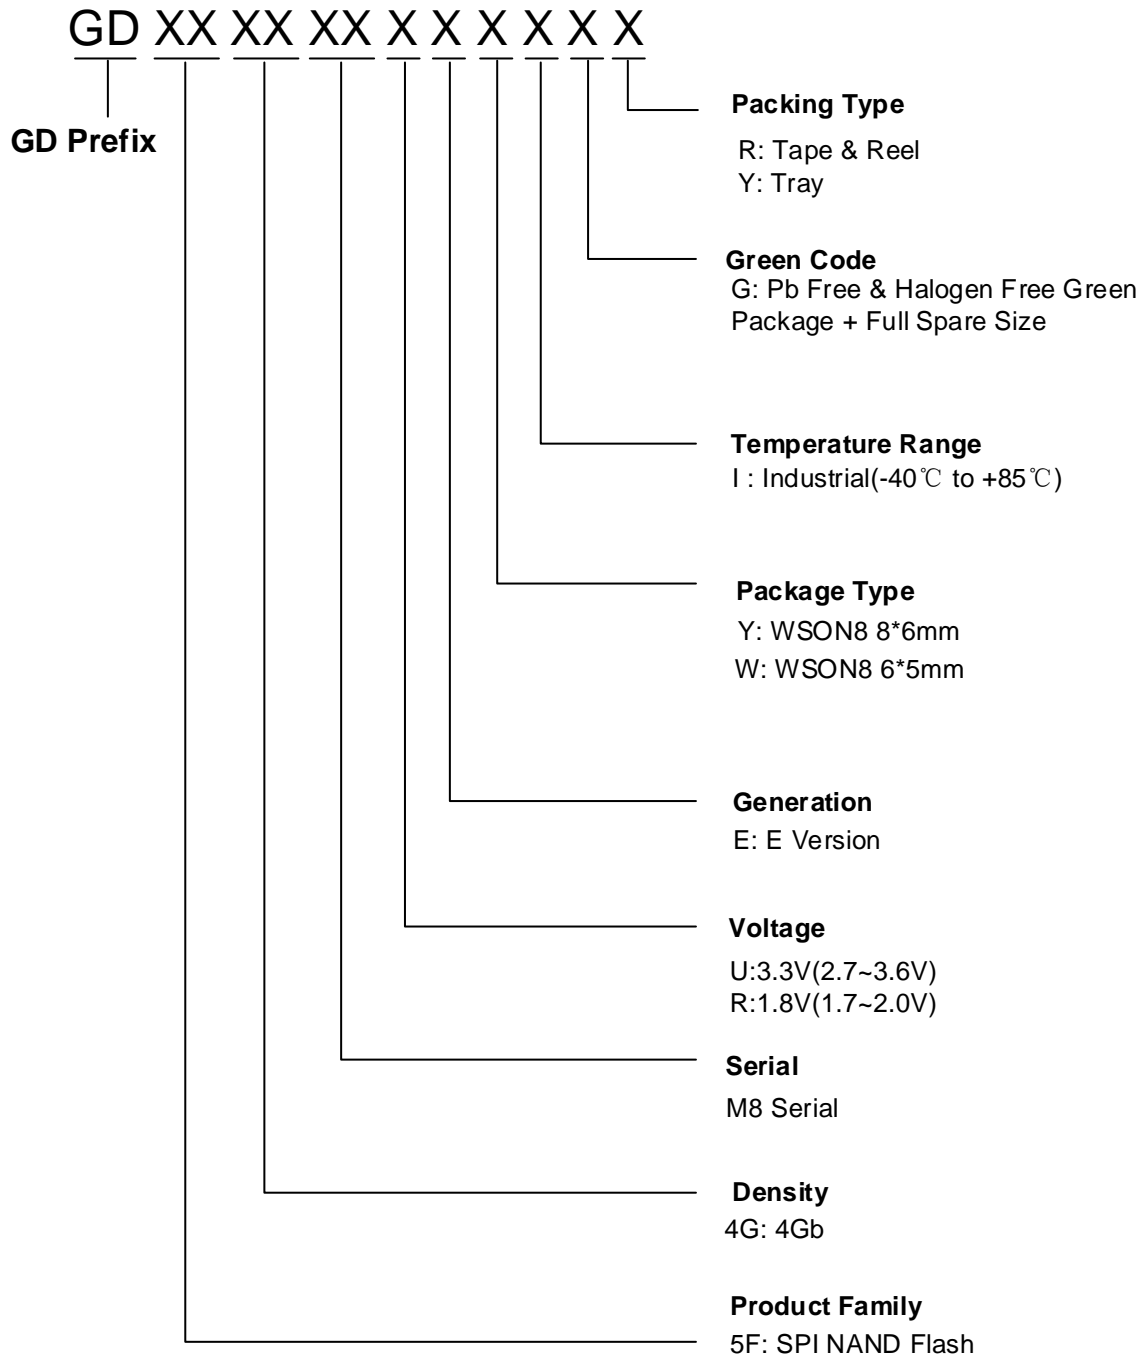 GD XX XX XX X X X X X X
GD Prefix
Packing Type
R: Tape & Reel
Y: Tray
Green Code
G: Pb Free & Halogen Free Green
Package + Full Spare Size
Temperature Range
I : Industrial(-40℃ to +85℃)
Package Type
Y: WSON8 8*6mm
W: WSON8 6*5mm
Generation
E: E Version
Voltage
U:3.3V(2.7~3.6V)
R:1.8V(1.7~2.0V)
Serial
M8 Serial
Density
4G: 4Gb
Product Family
5F: SPI NAND Flash